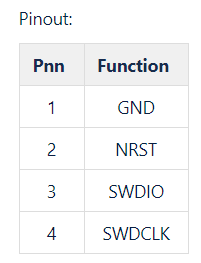 Pinout:
Pnn Function
1 GND
2 NRST
3 SWDIO
4 SWDCLK